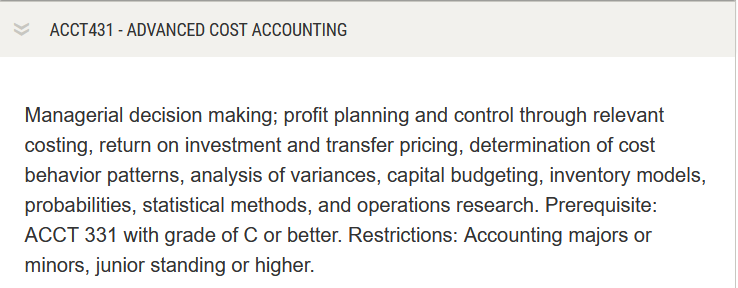 ACCT431 - ADVANCED COST ACCOUNTING
Managerial decision making; profit planning and control through relevant
costing, return on investment and transfer pricing, determination of cost
behavior patterns, analysis of variances, capital budgeting, inventory models,
probabilities, statistical methods, and operations research. Prerequisite:
ACCT 331 with grade of C or better. Restrictions: Accounting majors or
minors, junior standing or higher.